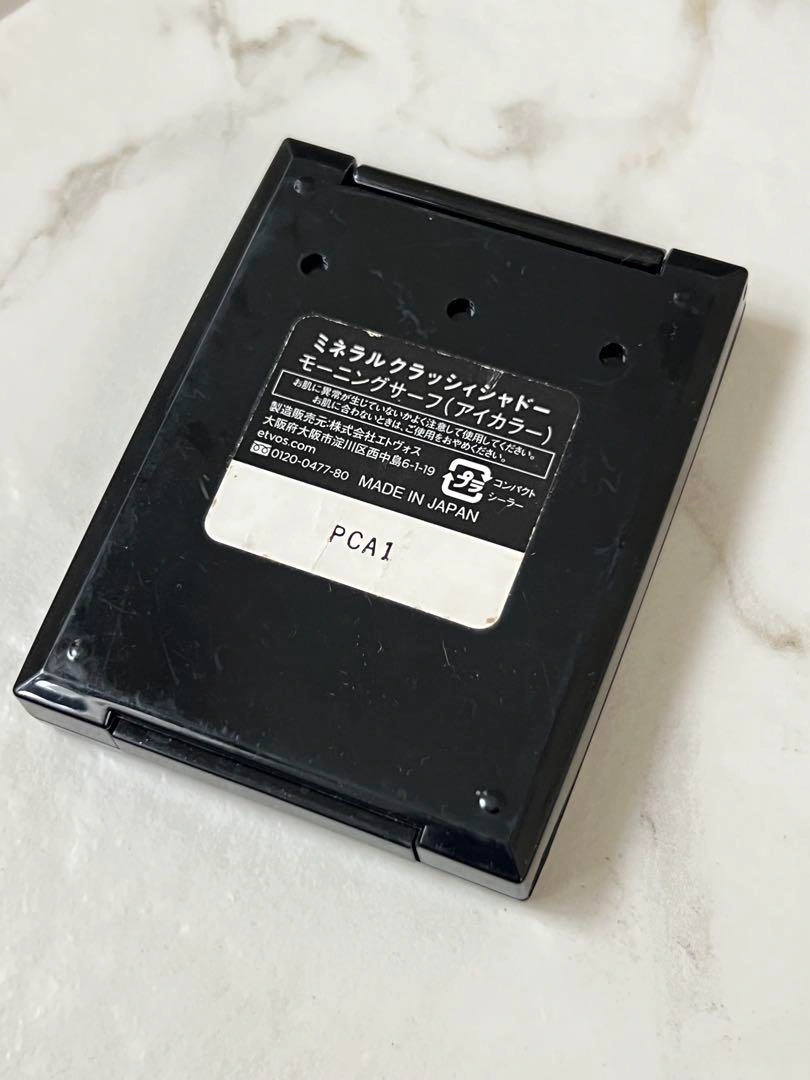 ミネラルクラッシィシャドー
モーニングサーフ(アイカラー)
お肌に異常が生じていないかよく注意して使用してください。
お肌に合わないときは、ご使用をおやめください。
製造販売元:株式会社エトヴォス
大阪府大阪市淀川区西中島6-1-19
etvos.com
0120-0477-80 MADE IN JAPAN
プラ
コンパクト
シーラー
PCA1